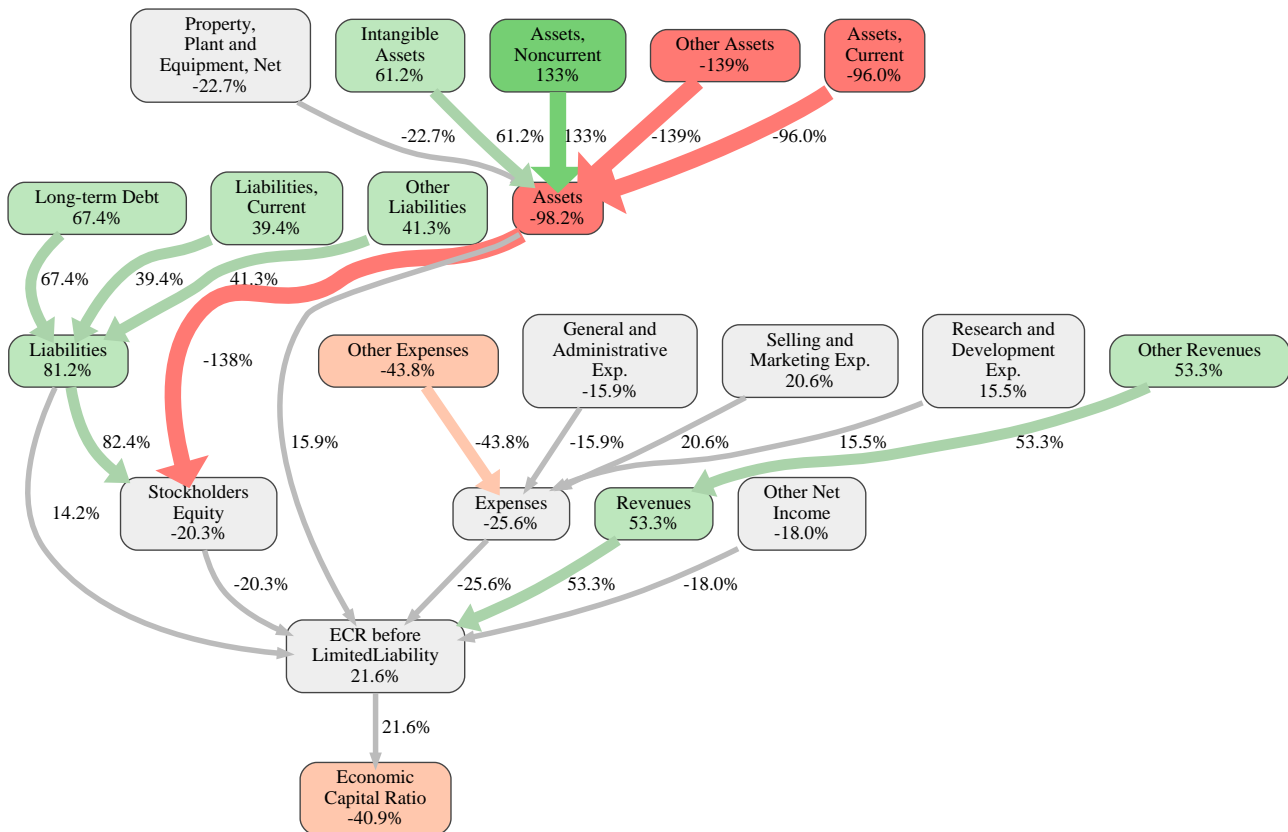 Property,
Plant and
Equipment, Net
-22.7%
Intangible
Assets
61.2%
Assets,
Noncurrent
133%
Other Assets
-139%
Assets,
Current
-96.0%
-22.7%
61.2%
133%
-139%
-96.0%
Long-term Debt
67.4%
Liabilities,
Current
39.4%
Other
Liabilities
41.3%
Assets
-98.2%
67.4%
39.4%
41.3%
Liabilities
81.2%
-138%
Other Expenses
-43.8%
General and
Administrative
Exp.
-15.9%
Selling and
Marketing Exp.
20.6%
Research and
Development
Exp.
15.5%
Other Revenues
53.3%
82.4%
15.9%
-43.8%
-15.9%
20.6%
15.5%
53.3%
14.2%
Stockholders
Equity
-20.3%
Expenses
-25.6%
Revenues
53.3%
Other Net
Income
-18.0%
-20.3%
-25.6%
53.3%
-18.0%
ECR before
LimitedLiability
21.6%
21.6%
Economic
Capital Ratio
-40.9%